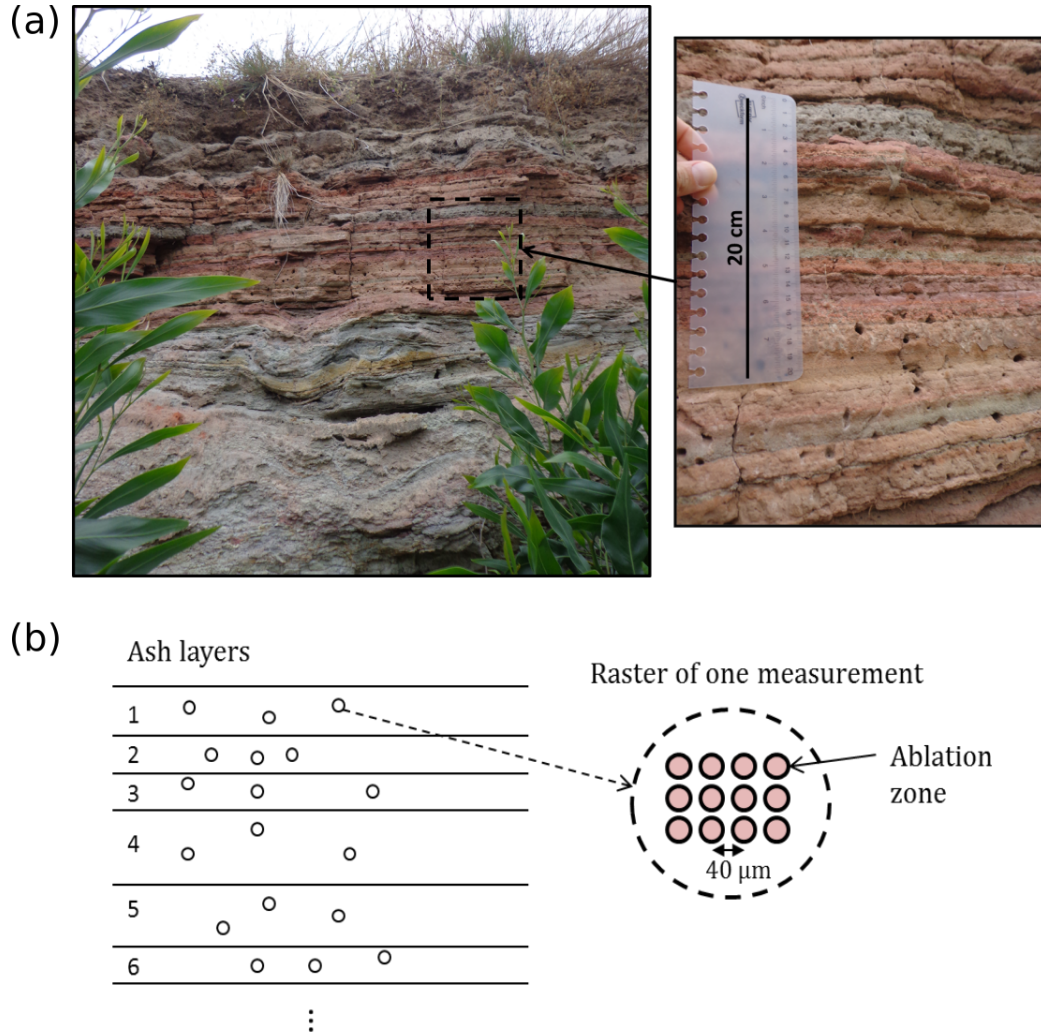 (a)
20 cm
(b)
Ash layers
Raster of one measurement
1
2
3
4
5
6
⋮
Ablation
zone
40 μm